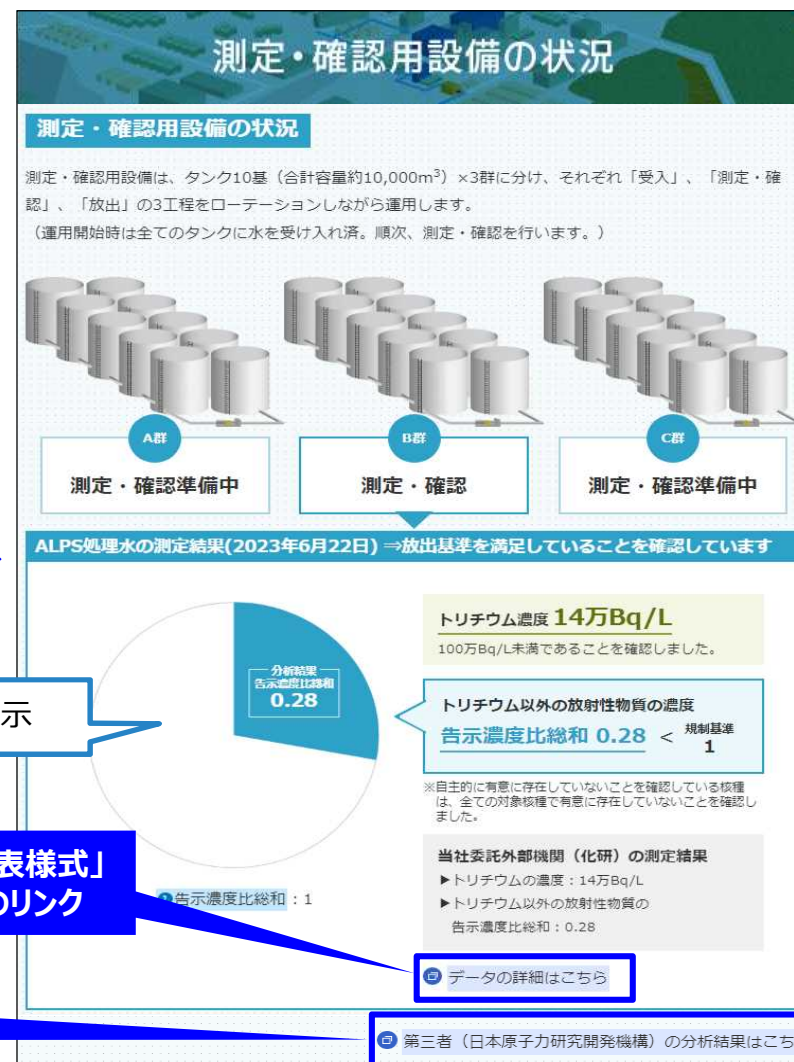 測定・確認用設備の状況
測定・確認用設備の状況
測定・確認用設備は、タンク10基（合計容量約10,000m³）×3群に分け、それぞれ「受入」、「測定・確
認」、「放出」の3工程をローテーションしながら運用します。
（運用開始時は全てのタンクに水を受け入れ済。順次、測定・確認を行います。）
A群
B群
C群
測定・確認準備中
測定・確認
測定・確認準備中
ALPS処理水の測定結果(2023年6月22日) ⇒放出基準を満足していることを確認しています
分析結果
告示濃度比総和
0.28
示
表様式」
のリンク
告示濃度比総和：1
トリチウム濃度 14万Bq/L
100万Bq/L未満であることを確認しました。
トリチウム以外の放射性物質の濃度
告示濃度比総和 0.28 < 規制基準
1
※自主的に有意に存在していないことを確認している核種
は、全ての対象核種で有意に存在していないことを確認し
ました。
当社委託外部機関（化研）の測定結果
▶トリチウムの濃度：14万Bq/L
▶トリチウム以外の放射性物質の
告示濃度比総和：0.28
データの詳細はこちら
第三者（日本原子力研究開発機構）の分析結果はこち